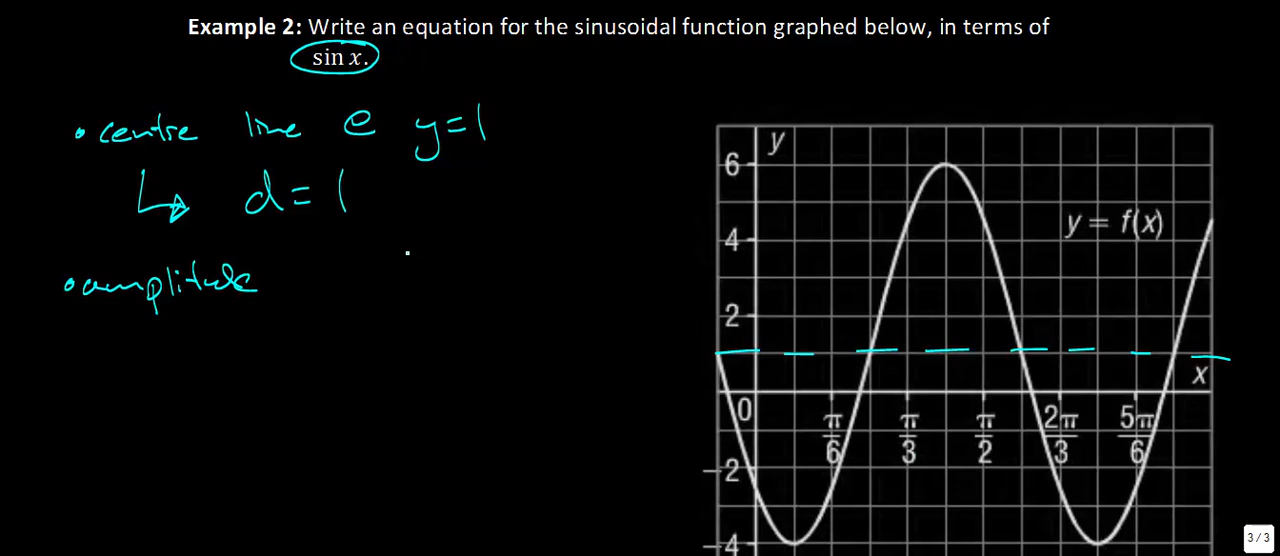 Example 2: Write an equation for the sinusoidal function graphed below, in terms of
sin x.
• centre line @ y=1
↳ d=1
• amplitude
y
6
4
2
0
-2
-4
y = f(x)
x
π/6
π/3
π/2
2π/3
5π/6
3 / 3